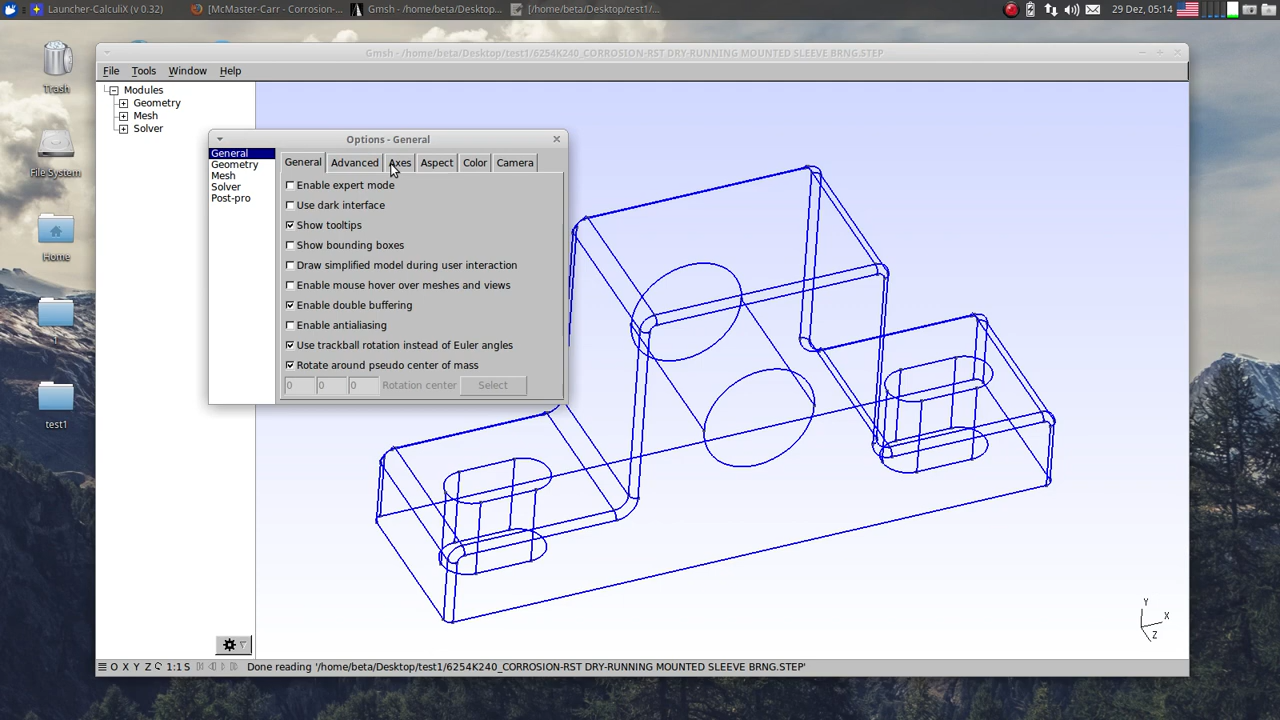 Launcher-CalculiX (v 0.32)
[McMaster-Carr - Corrosion-...
Gmsh - /home/beta/Desktop...
[/home/beta/Desktop/test1/...
29 Dez, 05:14
Trash
File System
Home
1
test1
Gmsh - /home/beta/Desktop/test1/6254K240_CORROSION-RST DRY-RUNNING MOUNTED SLEEVE BRNG.STEP
File Tools Window Help
Modules
Geometry
Mesh
Solver
Options - General
General
Geometry
Mesh
Solver
Post-pro
General Advanced Axes Aspect Color Camera
Enable expert mode
Use dark interface
Show tooltips
Show bounding boxes
Draw simplified model during user interaction
Enable mouse hover over meshes and views
Enable double buffering
Enable antialiasing
Use trackball rotation instead of Euler angles
Rotate around pseudo center of mass
0 0 0 Rotation center Select
Y
X
Z
O X Y Z 1:1 S Done reading '/home/beta/Desktop/test1/6254K240_CORROSION-RST DRY-RUNNING MOUNTED SLEEVE BRNG.STEP'